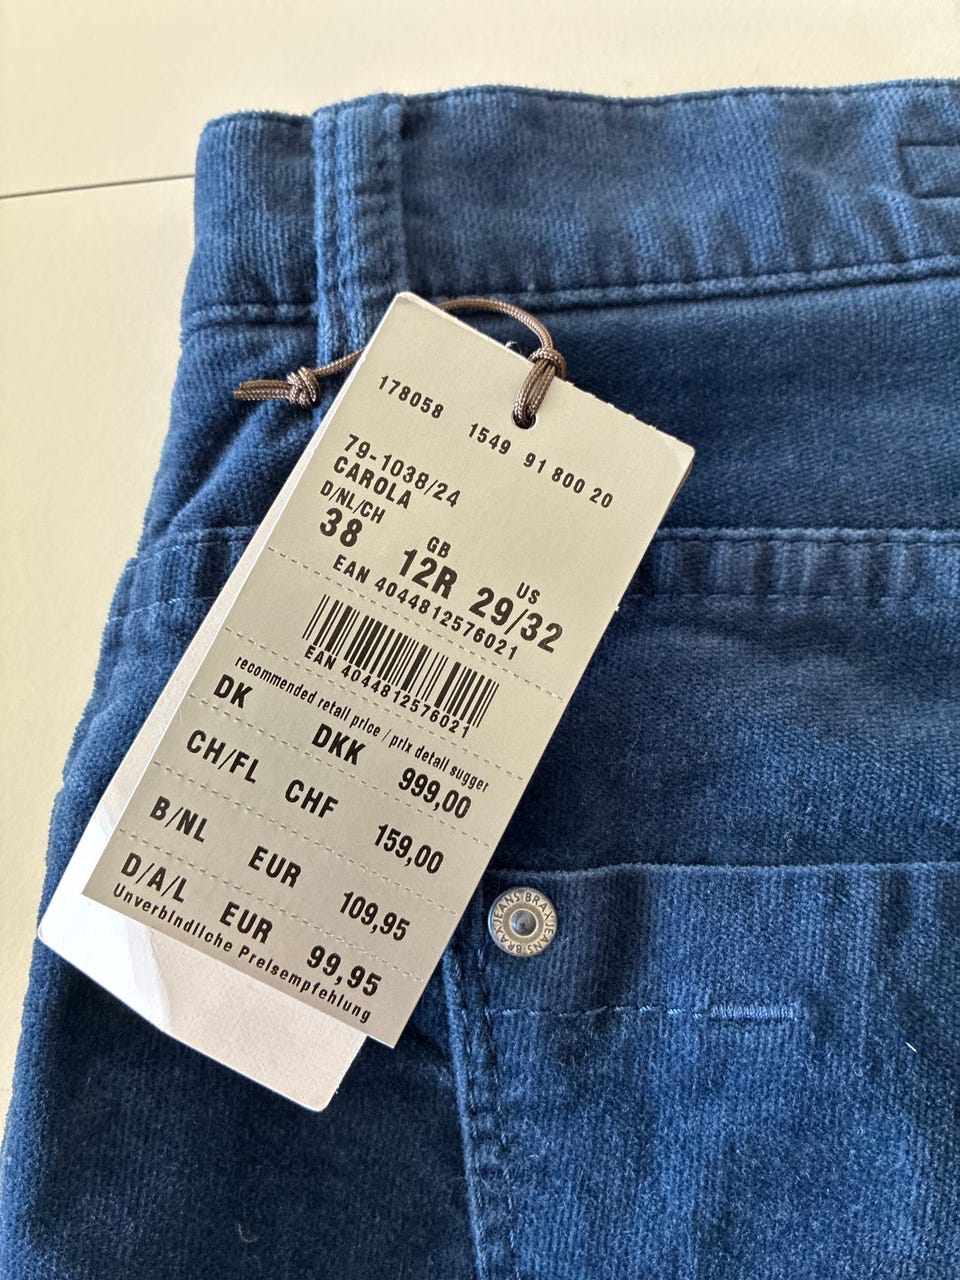 178058 1549 91 800 20
79-1038/24
CAROLA
D/NL/CH GB US
38 12R 29/32
EAN 4044812576021
EAN 4044812576021
recommended retail price / prix detail sugger
DK DKK 999,00
CH/FL CHF 159,00
B/NL EUR 109,95
D/A/L EUR 99,95
Unverbindliche Preisempfehlung
BRAXJEANS BRAXJEANS